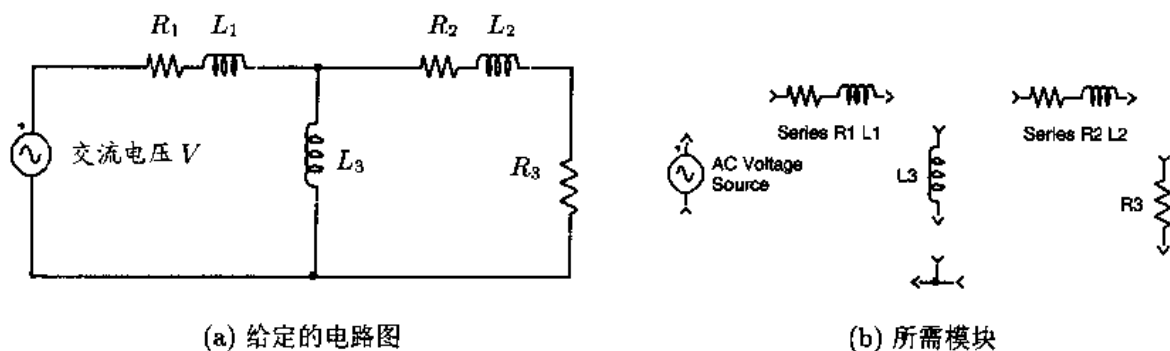 R1 L1
R2 L2
交流电压 V
L3
R3
Series R1 L1
Series R2 L2
AC Voltage
Source
L3
R3
(a) 给定的电路图
(b) 所需模块